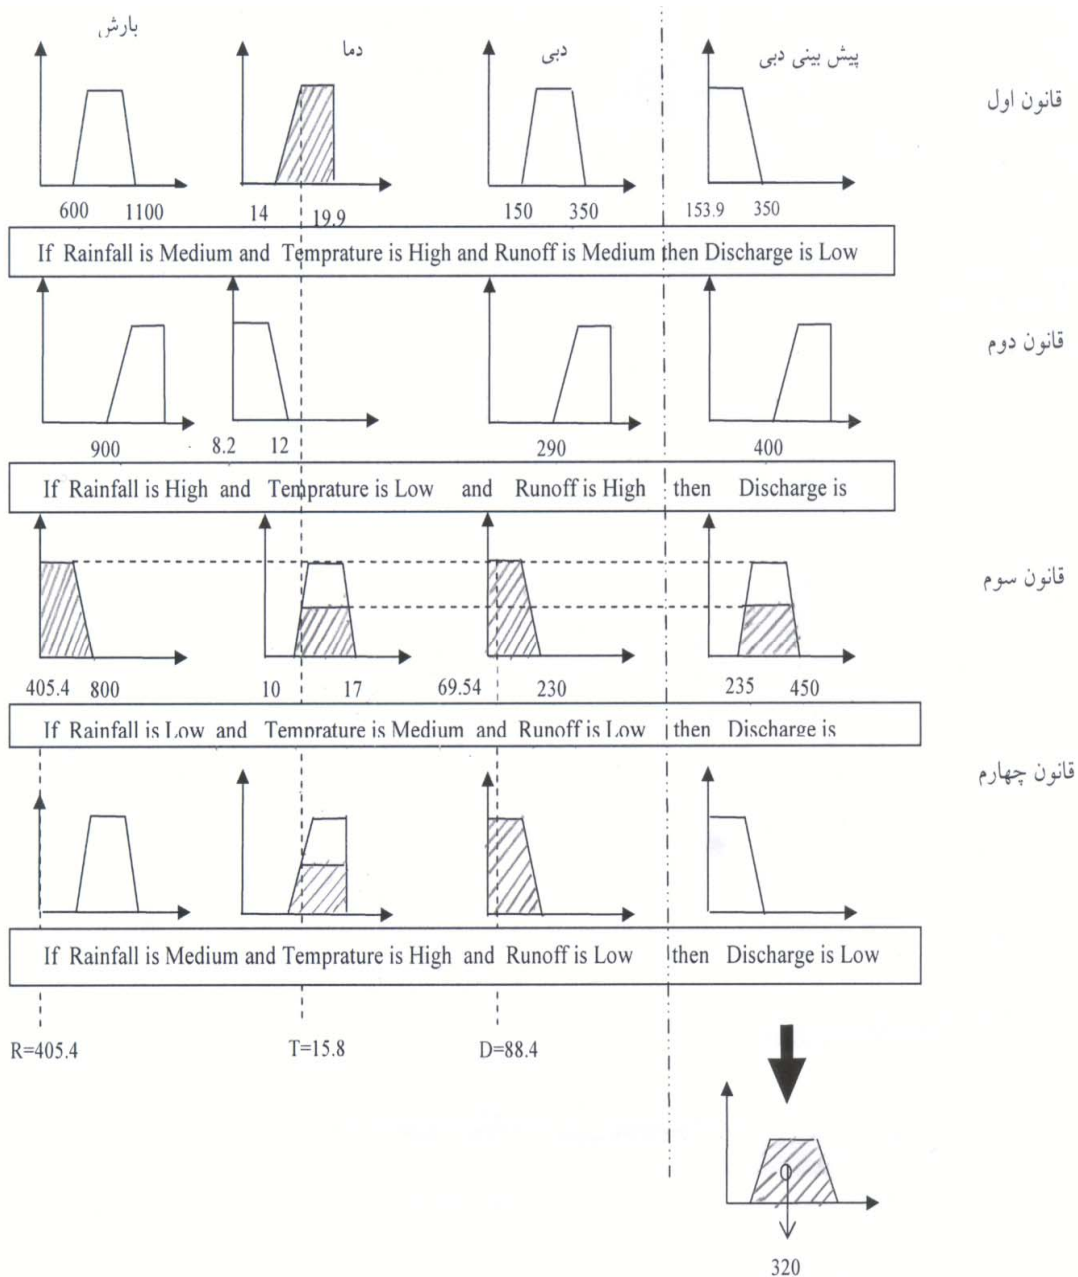 بارش
دما
دبی
پیش بینی دبی
قانون اول
600 1100 14 19.9 150 350 153.9 350
If Rainfall is Medium and Temprature is High and Runoff is Medium then Discharge is Low
قانون دوم
900 8.2 12 290 400
If Rainfall is High and Temprature is Low and Runoff is High then Discharge is
قانون سوم
405.4 800 10 17 69.54 230 235 450
If Rainfall is Low and Temprature is Medium and Runoff is Low then Discharge is
قانون چهارم
If Rainfall is Medium and Temprature is High and Runoff is Low then Discharge is Low
R=405.4 T=15.8 D=88.4
320